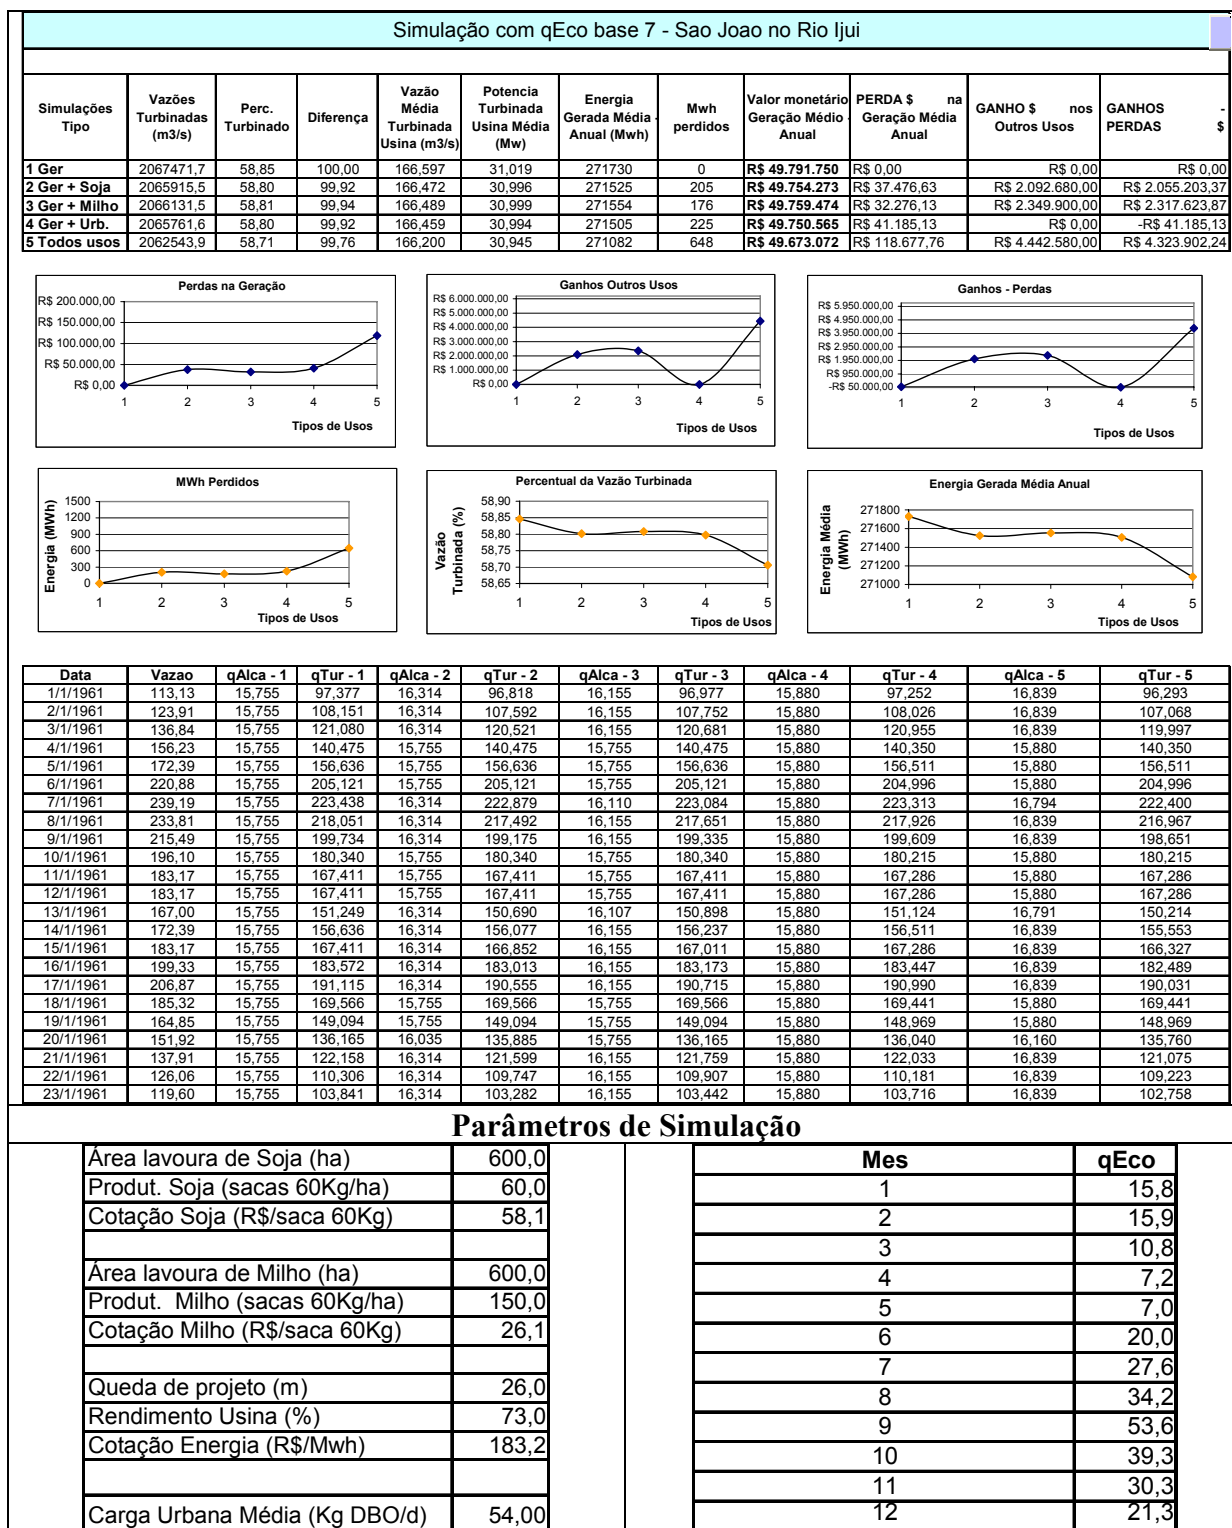 Simulação com qEco base 7 - Sao Joao no Rio Ijui
Simulações Tipo | Vazões Turbinadas (m3/s) | Perc. Turbinado | Diferença | Vazão Média Turbinada Usina (m3/s) | Potencia Turbinada Usina Média (Mw) | Energia Gerada Média - Anual (Mwh) | Mwh perdidos | Valor monetário Geração Médio - Anual | PERDA $ na Geração Média Anual | GANHO $ nos Outros Usos | GANHOS - PERDAS $
1 Ger 2067471,7 58,85 100,00 166,597 31,019 271730 0 R$ 49.791.750 R$ 0,00 R$ 0,00 R$ 0,00
2 Ger + Soja 2065915,5 58,80 99,92 166,472 30,996 271525 205 R$ 49.754.273 R$ 37.476,63 R$ 2.092.680,00 R$ 2.055.203,37
3 Ger + Milho 2066131,5 58,81 99,94 166,489 30,999 271554 176 R$ 49.759.474 R$ 32.276,13 R$ 2.349.900,00 R$ 2.317.623,87
4 Ger + Urb. 2065761,6 58,80 99,92 166,459 30,994 271505 225 R$ 49.750.565 R$ 41.185,13 R$ 0,00 -R$ 41.185,13
5 Todos usos 2062543,9 58,71 99,76 166,200 30,945 271082 648 R$ 49.673.072 R$ 118.677,76 R$ 4.442.580,00 R$ 4.323.902,24
Perdas na Geração
R$ 200.000,00
R$ 150.000,00
R$ 100.000,00
R$ 50.000,00
R$ 0,00
1 2 3 4 5
Tipos de Usos
Ganhos Outros Usos
R$ 6.000.000,00
R$ 5.000.000,00
R$ 4.000.000,00
R$ 3.000.000,00
R$ 2.000.000,00
R$ 1.000.000,00
R$ 0,00
1 2 3 4 5
Tipos de Usos
Ganhos - Perdas
R$ 5.950.000,00
R$ 4.950.000,00
R$ 3.950.000,00
R$ 2.950.000,00
R$ 1.950.000,00
R$ 950.000,00
-R$ 50.000,00
1 2 3 4 5
Tipos de Usos
MWh Perdidos
Energia (MWh)
1500
1200
900
600
300
0
1 2 3 4 5
Tipos de Usos
Percentual da Vazão Turbinada
Vazão
Turbinada (%)
58,90
58,85
58,80
58,75
58,70
58,65
1 2 3 4 5
Tipos de Usos
Energia Gerada Média Anual
Energia Média
(MWh)
271800
271600
271400
271200
271000
1 2 3 4 5
Tipos de Usos
Data Vazao qAlca - 1 qTur - 1 qAlca - 2 qTur - 2 qAlca - 3 qTur - 3 qAlca - 4 qTur - 4 qAlca - 5 qTur - 5
1/1/1961 113,13 15,755 97,377 16,314 96,818 16,155 96,977 15,880 97,252 16,839 96,293
2/1/1961 123,91 15,755 108,151 16,314 107,592 16,155 107,752 15,880 108,026 16,839 107,068
3/1/1961 136,84 15,755 121,080 16,314 120,521 16,155 120,681 15,880 120,955 16,839 119,997
4/1/1961 156,23 15,755 140,475 15,755 140,475 15,755 140,475 15,880 140,350 15,880 140,350
5/1/1961 172,39 15,755 156,636 15,755 156,636 15,755 156,636 15,880 156,511 15,880 156,511
6/1/1961 220,88 15,755 205,121 15,755 205,121 15,755 205,121 15,880 204,996 15,880 204,996
7/1/1961 239,19 15,755 223,438 16,314 222,879 16,110 223,084 15,880 223,313 16,794 222,400
8/1/1961 233,81 15,755 218,051 16,314 217,492 16,155 217,651 15,880 217,926 16,839 216,967
9/1/1961 215,49 15,755 199,734 16,314 199,175 16,155 199,335 15,880 199,609 16,839 198,651
10/1/1961 196,10 15,755 180,340 15,755 180,340 15,755 180,340 15,880 180,215 15,880 180,215
11/1/1961 183,17 15,755 167,411 15,755 167,411 15,755 167,411 15,880 167,286 15,880 167,286
12/1/1961 183,17 15,755 167,411 15,755 167,411 15,755 167,411 15,880 167,286 15,880 167,286
13/1/1961 167,00 15,755 151,249 16,314 150,690 16,107 150,898 15,880 151,124 16,791 150,214
14/1/1961 172,39 15,755 156,636 16,314 156,077 16,155 156,237 15,880 156,511 16,839 155,553
15/1/1961 183,17 15,755 167,411 16,314 166,852 16,155 167,011 15,880 167,286 16,839 166,327
16/1/1961 199,33 15,755 183,572 16,314 183,013 16,155 183,173 15,880 183,447 16,839 182,489
17/1/1961 206,87 15,755 191,115 16,314 190,555 16,155 190,715 15,880 190,990 16,839 190,031
18/1/1961 185,32 15,755 169,566 15,755 169,566 15,755 169,566 15,880 169,441 15,880 169,441
19/1/1961 164,85 15,755 149,094 15,755 149,094 15,755 149,094 15,880 148,969 15,880 148,969
20/1/1961 151,92 15,755 136,165 16,035 135,885 15,755 136,165 15,880 136,040 16,160 135,760
21/1/1961 137,91 15,755 122,158 16,314 121,599 16,155 121,759 15,880 122,033 16,839 121,075
22/1/1961 126,06 15,755 110,306 16,314 109,747 16,155 109,907 15,880 110,181 16,839 109,223
23/1/1961 119,60 15,755 103,841 16,314 103,282 16,155 103,442 15,880 103,716 16,839 102,758
Parâmetros de Simulação
Área lavoura de Soja (ha) 600,0
Produt. Soja (sacas 60Kg/ha) 60,0
Cotação Soja (R$/saca 60Kg) 58,1
Área lavoura de Milho (ha) 600,0
Produt. Milho (sacas 60Kg/ha) 150,0
Cotação Milho (R$/saca 60Kg) 26,1
Queda de projeto (m) 26,0
Rendimento Usina (%) 73,0
Cotação Energia (R$/Mwh) 183,2
Carga Urbana Média (Kg DBO/d) 54,00
Mes qEco
1 15,8
2 15,9
3 10,8
4 7,2
5 7,0
6 20,0
7 27,6
8 34,2
9 53,6
10 39,3
11 30,3
12 21,3